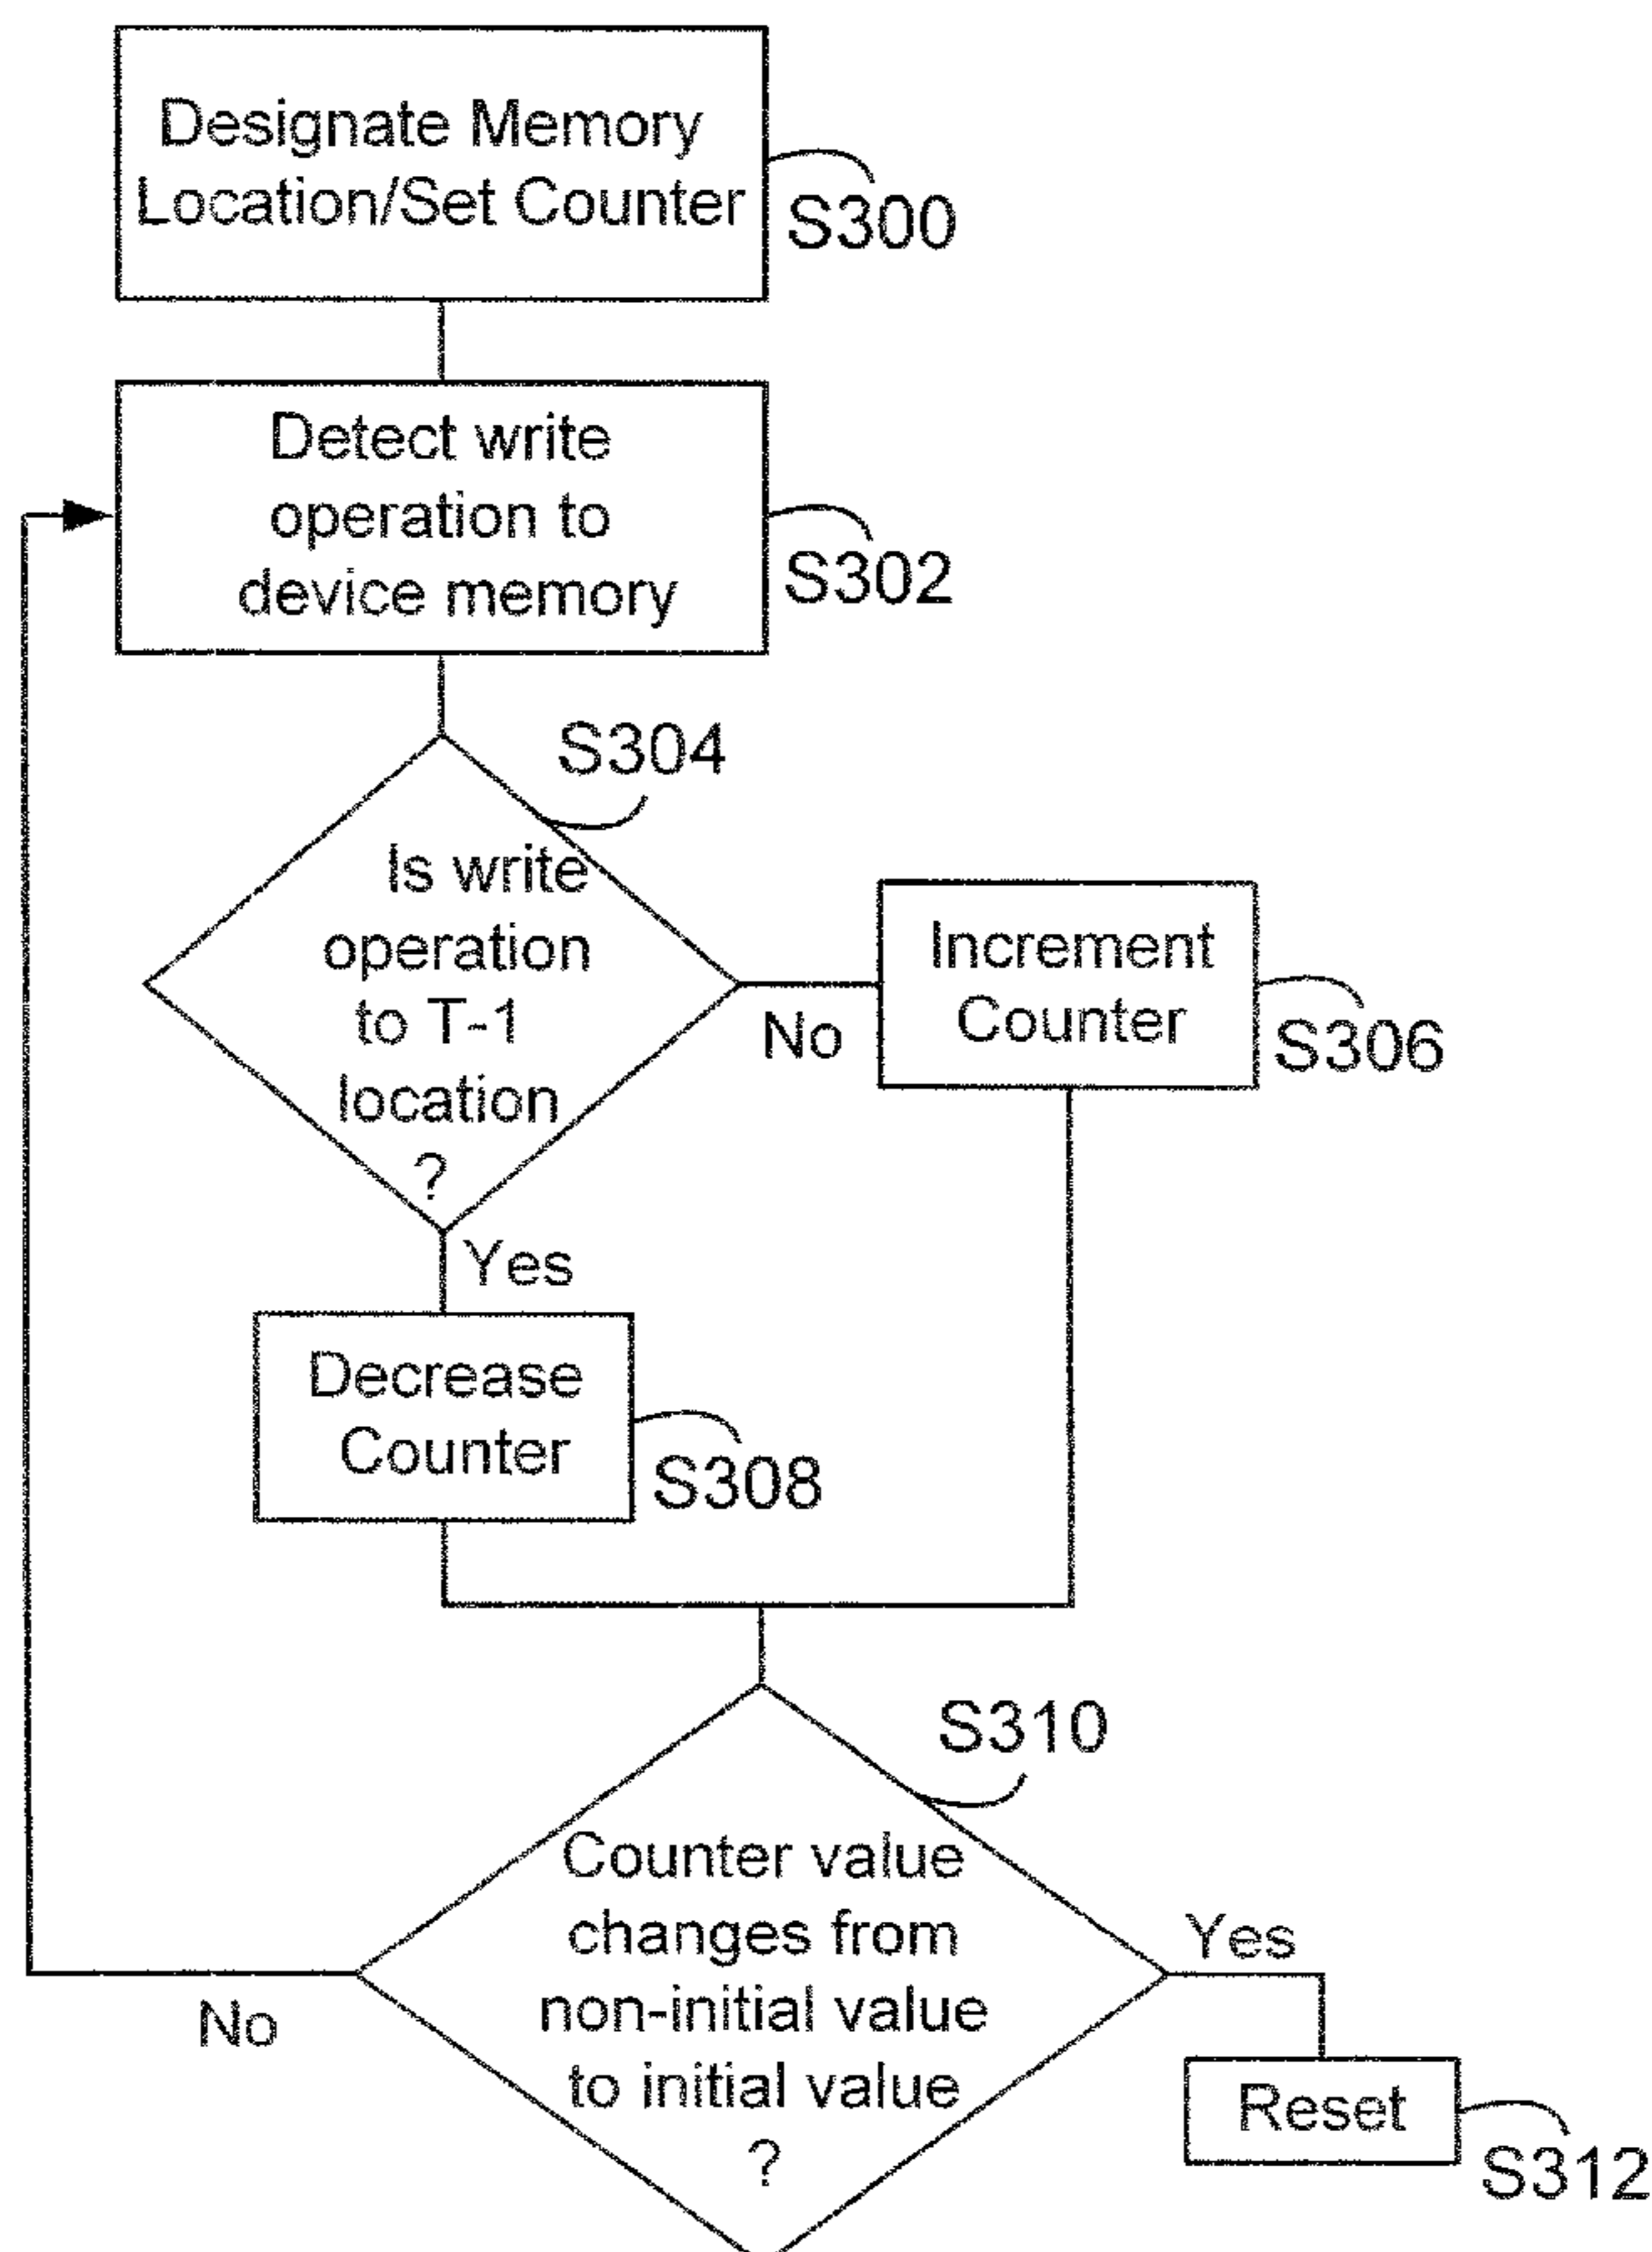 Designate Memory
Location/Set Counter
S300
Detect write
operation to
device memory
S302
S304
Is write
operation
to T-1
location
?
No
Increment
Counter
S306
Yes
Decrease
Counter
S308
S310
Counter value
changes from
non-initial value
to initial value
?
No
Yes
Reset
S312